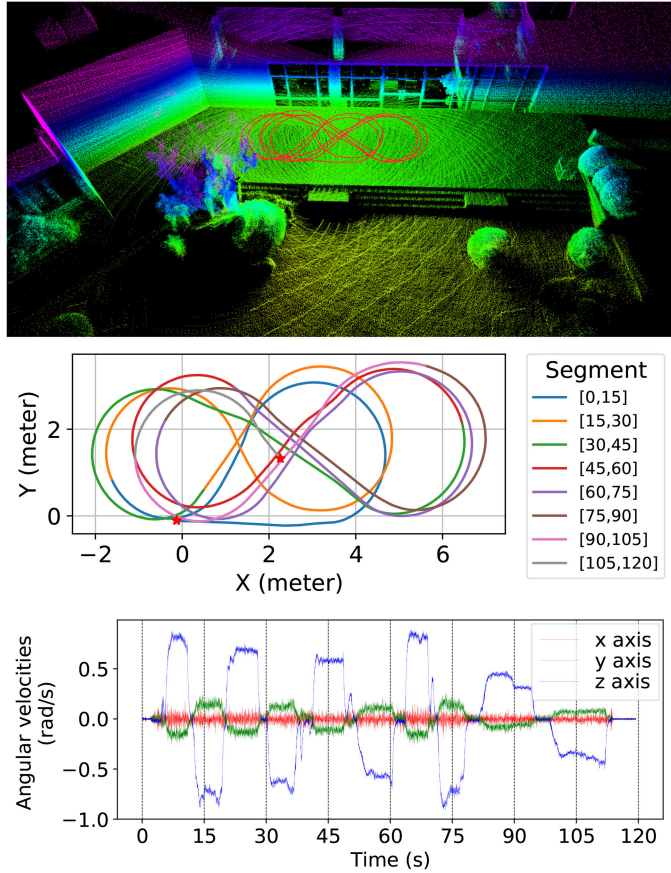 Segment
[0,15]
[15,30]
[30,45]
[45,60]
[60,75]
[75,90]
[90,105]
[105,120]
Y (meter)
2
0
−2 0 2 4 6
X (meter)
Angular velocities
(rad/s)
0.5
0.0
−0.5
−1.0
x axis
y axis
z axis
0 15 30 45 60 75 90 105 120
Time (s)